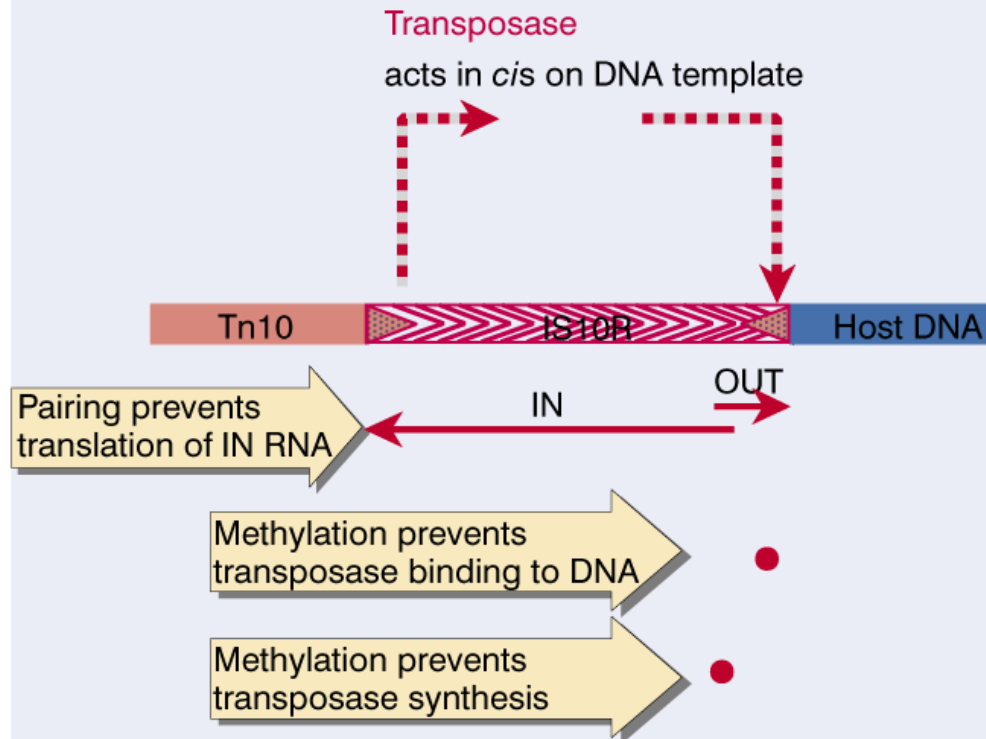 Transposase
acts in cis on DNA template
Tn10
IS10R
Host DNA
OUT
IN
Pairing prevents
translation of IN RNA
Methylation prevents
transposase binding to DNA
Methylation prevents
transposase synthesis